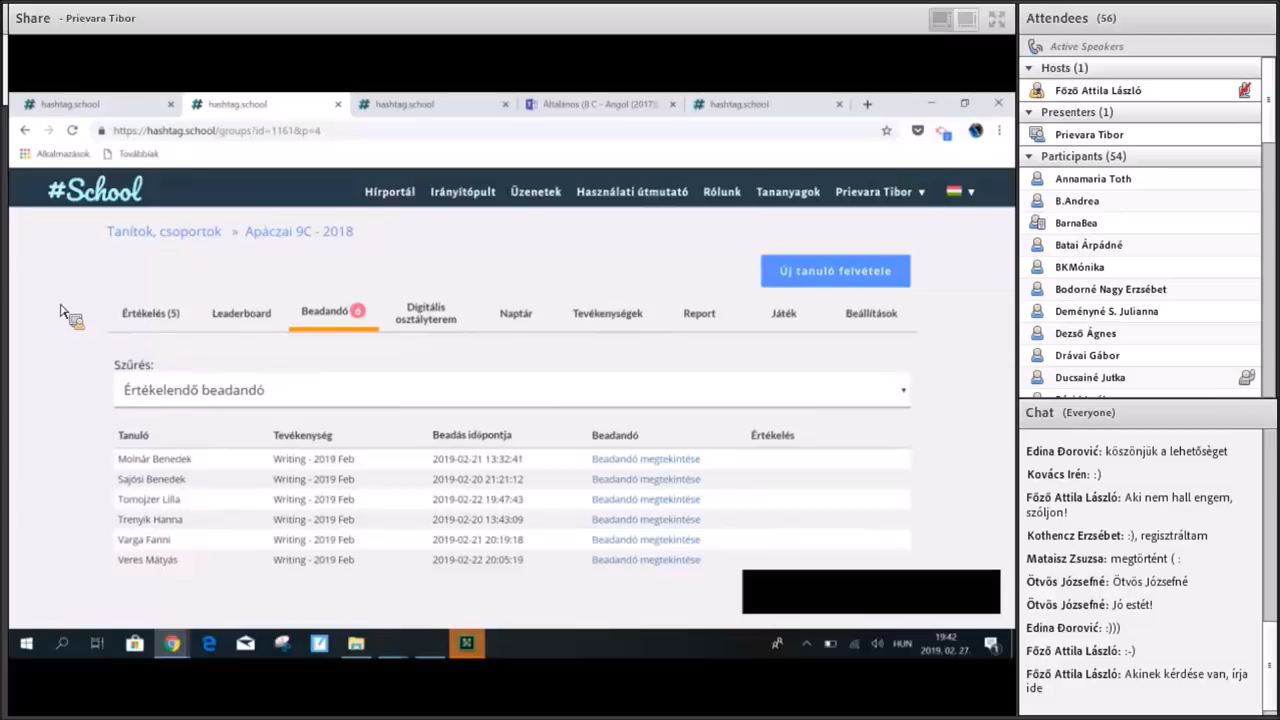 Share - Prievara Tibor
hashtag.school
hashtag.school
hashtag.school
Általános (8 C - Angol (2017))
hashtag.school
https://hashtag.school/groups?id=1161&p=4
Alkalmazások Továbbiak
#School
Hírportál Irányítópult Üzenetek Használati útmutató Rólunk Tananyagok Prievara Tibor
Tanítok, csoportok » Apáczai 9C - 2018
Új tanuló felvétele
Értékelés (5) Leaderboard Beadandó 6 Digitális osztályterem Naptár Tevékenységek Report Játék Beállítások
Szűrés:
Értékelendő beadandó
Tanuló Tevékenység Beadás időpontja Beadandó Értékelés
Molnár Benedek Writing - 2019 Feb 2019-02-21 13:32:41 Beadandó megtekintése
Sajósi Benedek Writing - 2019 Feb 2019-02-20 21:21:12 Beadandó megtekintése
Tomojzer Lilla Writing - 2019 Feb 2019-02-22 19:47:43 Beadandó megtekintése
Trenyik Hanna Writing - 2019 Feb 2019-02-20 13:43:09 Beadandó megtekintése
Varga Fanni Writing - 2019 Feb 2019-02-21 20:19:18 Beadandó megtekintése
Veres Mátyás Writing - 2019 Feb 2019-02-22 20:05:19 Beadandó megtekintése
HUN
19:42
2019. 02. 27.
Attendees (56)
Active Speakers
Hosts (1)
Főző Attila László
Presenters (1)
Prievara Tibor
Participants (54)
Annamaria Toth
B.Andrea
BarnaBea
Batai Árpádné
BKMónika
Bodorné Nagy Erzsébet
Deményné S. Julianna
Dezső Ágnes
Drávai Gábor
Ducsainé Jutka
Chat (Everyone)
Edina Đorović: köszönjük a lehetősèget
Kovács Irén: :)
Főző Attila László: Aki nem hall engem,
szóljon!
Kothencz Erzsébet: :), regisztráltam
Mataisz Zsuzsa: megtörtént ( :
Ötvös Józsefné: Ötvös Józsefné
Ötvös Józsefné: Jó estét!
Edina Đorović: :)))
Főző Attila László: :-)
Főző Attila László: Akinek kérdése van, írja
ide